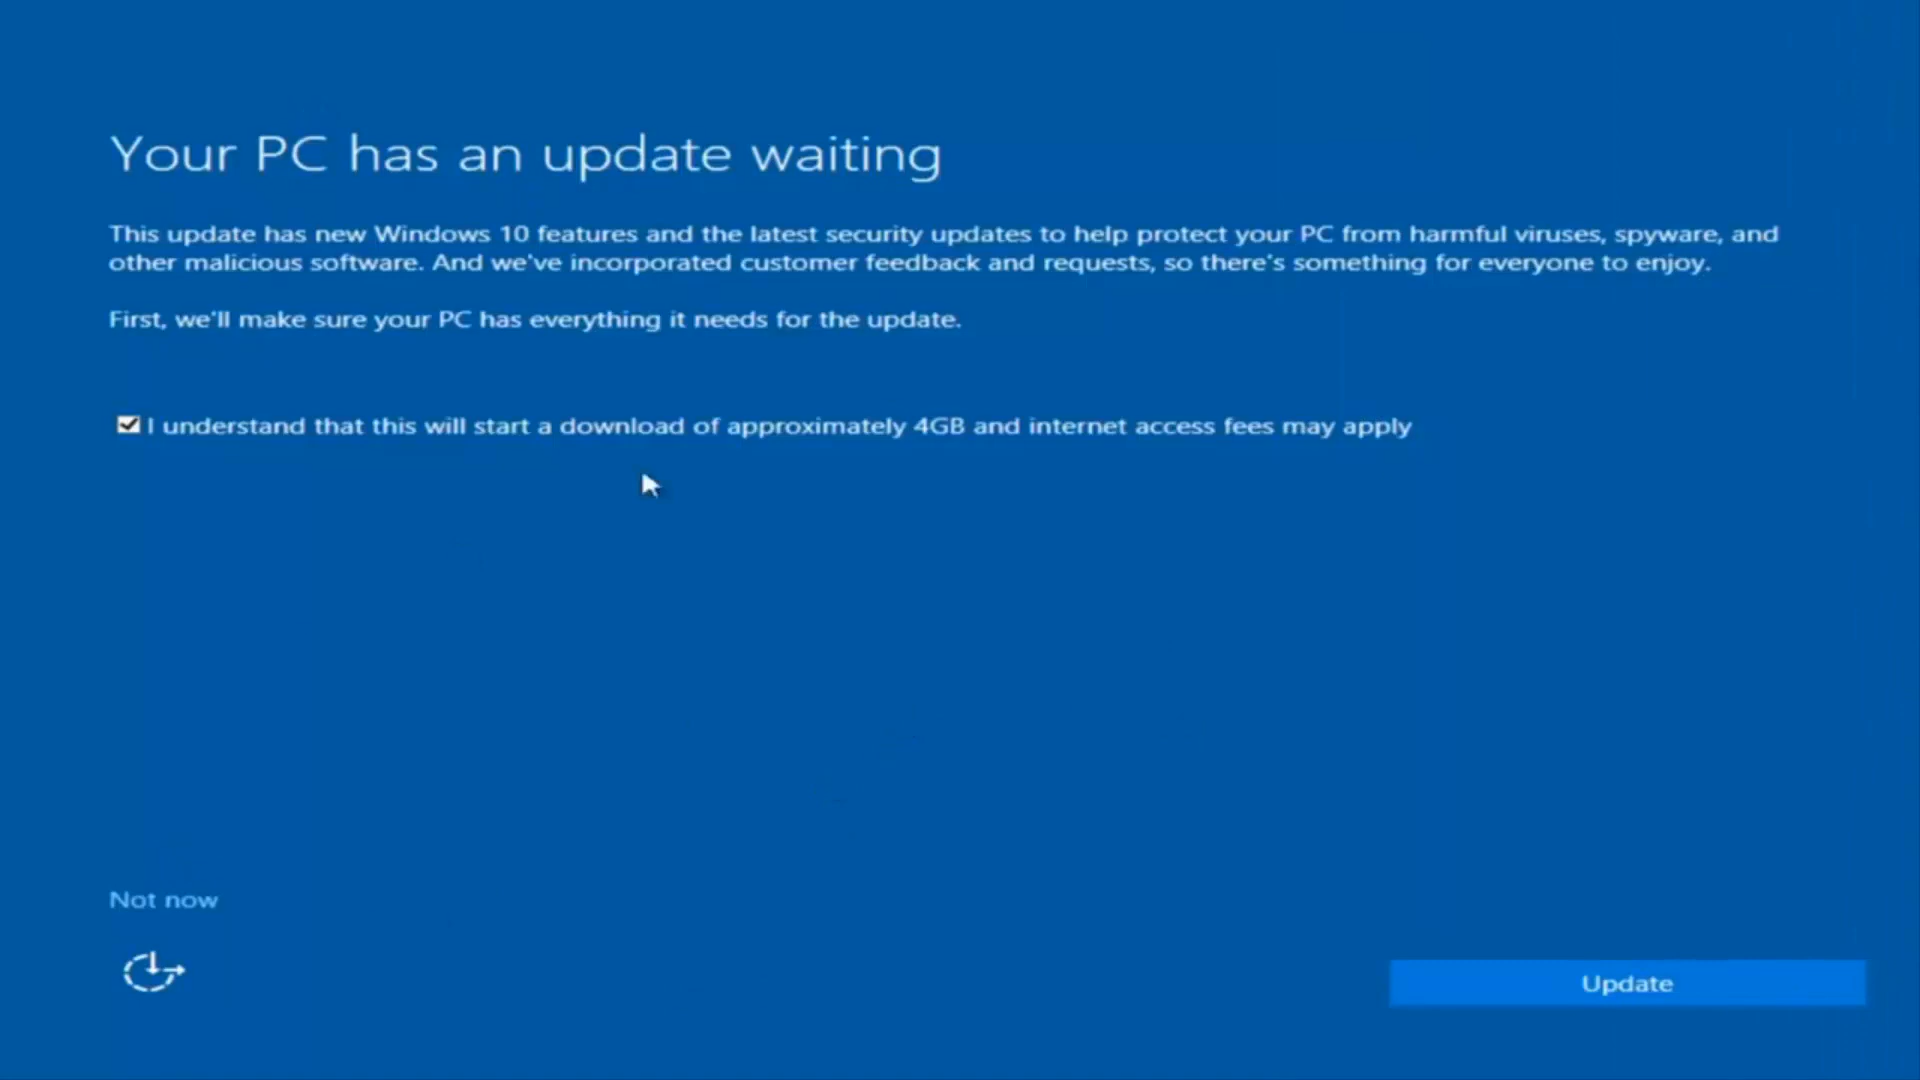 Your PC has an update waiting
This update has new Windows 10 features and the latest security updates to help protect your PC from harmful viruses, spyware, and
other malicious software. And we've incorporated customer feedback and requests, so there's something for everyone to enjoy.
First, we'll make sure your PC has everything it needs for the update.
I understand that this will start a download of approximately 4GB and internet access fees may apply
Not now
Update